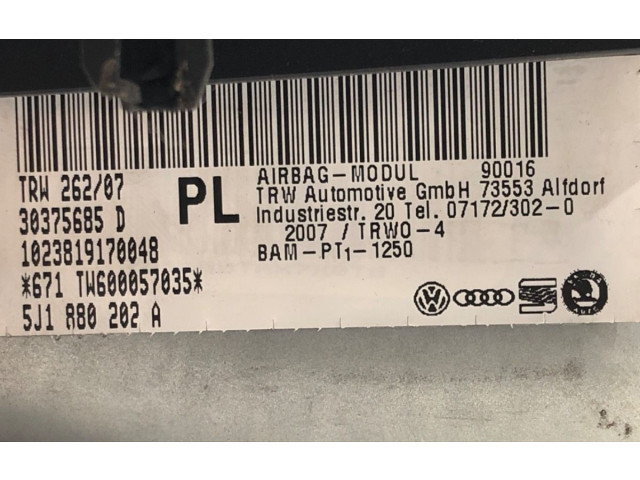 TRW 262/07
30375685 D
1023819170048
*671 TW600057035*
5J1 880 202 A
PL
AIRBAG-MODUL 90016
TRW Automotive GmbH 73553 Alfdorf
Industriestr. 20 Tel. 07172/302-0
2007 / TRWO-4
BAM-PT1-1250